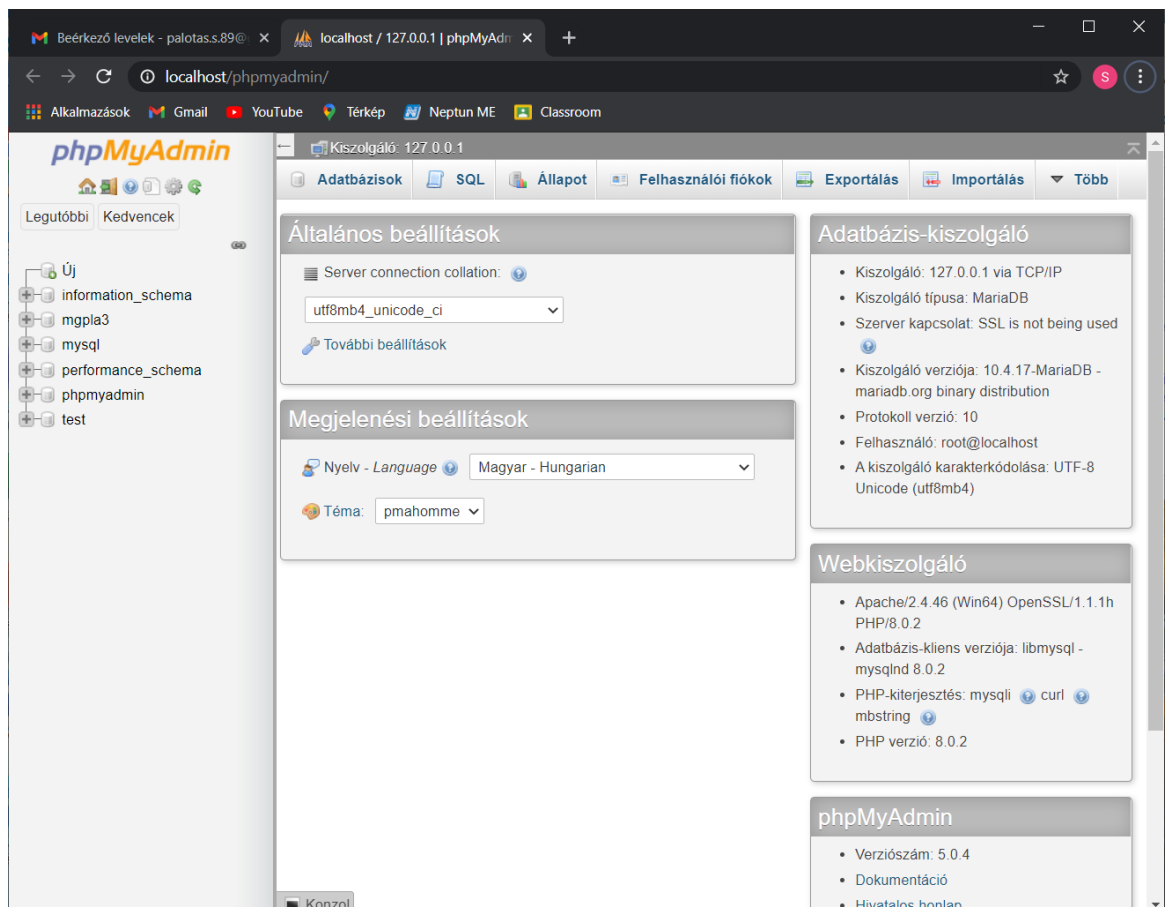 Beérkező levelek - palotas.s.89@
localhost / 127.0.0.1 | phpMyAdm
localhost/phpmyadmin/
S
Alkalmazások Gmail YouTube Térkép Neptun ME Classroom
phpMyAdmin
Legutóbbi Kedvencek
Új
information_schema
mgpla3
mysql
performance_schema
phpmyadmin
test
Kiszolgáló: 127.0.0.1
Adatbázisok SQL Állapot Felhasználói fiókok Exportálás Importálás Több
Általános beállítások
Server connection collation:
utf8mb4_unicode_ci
További beállítások
Megjelenési beállítások
Nyelv - Language Magyar - Hungarian
Téma: pmahomme
Adatbázis-kiszolgáló
• Kiszolgáló: 127.0.0.1 via TCP/IP
• Kiszolgáló típusa: MariaDB
• Szerver kapcsolat: SSL is not being used
• Kiszolgáló verziója: 10.4.17-MariaDB -
mariadb.org binary distribution
• Protokoll verzió: 10
• Felhasználó: root@localhost
• A kiszolgáló karakterkódolása: UTF-8
Unicode (utf8mb4)
Webkiszolgáló
• Apache/2.4.46 (Win64) OpenSSL/1.1.1h
PHP/8.0.2
• Adatbázis-kliens verziója: libmysql -
mysqlnd 8.0.2
• PHP-kiterjesztés: mysqli curl
mbstring
• PHP verzió: 8.0.2
phpMyAdmin
• Verziószám: 5.0.4
• Dokumentáció
• Hivatalos honlap
Konzol